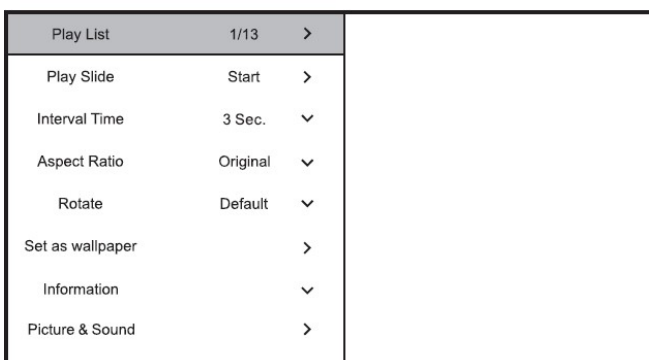 Play List 1/13 >
Play Slide Start >
Interval Time 3 Sec.
Aspect Ratio Original
Rotate Default
Set as wallpaper >
Information
Picture & Sound >